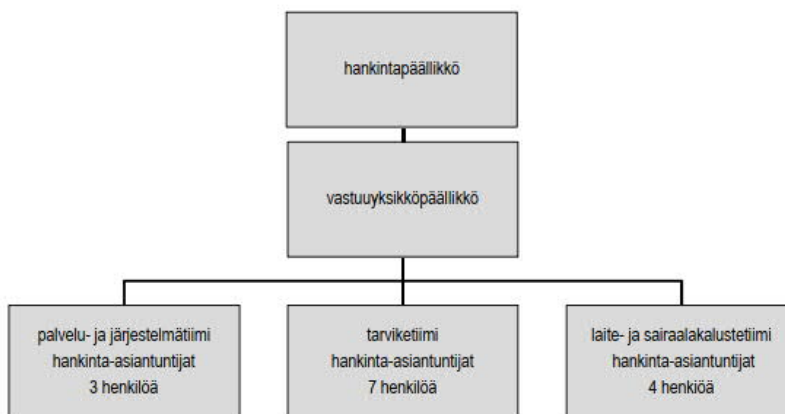 hankintapäällikkö
vastuuyksikköpäällikkö
palvelu- ja järjestelmätiimi
hankinta-asiantuntijat
3 henkilöä
tarviketiimi
hankinta-asiantuntijat
7 henkilöä
laite- ja sairaalakalustetiimi
hankinta-asiantuntijat
4 henkiöä